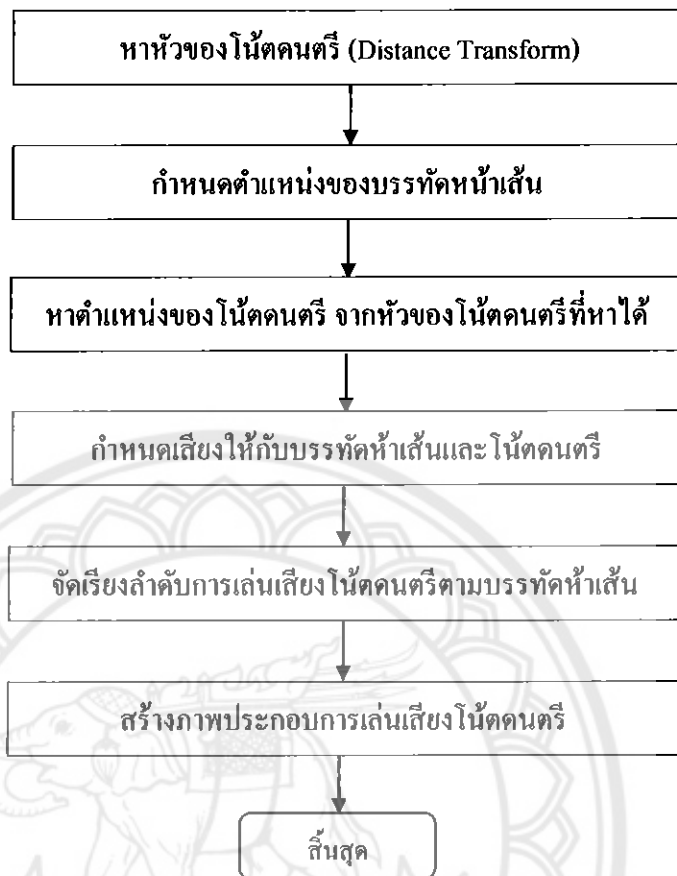 หาหัวของโน้ตดนตรี (Distance Transform)
กำหนดตำแหน่งของบรรทัดหน้าเส้น
หาตำแหน่งของโน้ตดนตรี จากหัวของโน้ตดนตรีที่หาได้
กำหนดเสียงให้กับบรรทัดห้าเส้นและโน้ตดนตรี
จัดเรียงลำดับการเล่นเสียงโน้ตดนตรีตามบรรทัดห้าเส้น
สร้างภาพประกอบการเล่นเสียงโน้ตดนตรี
สิ้นสุด